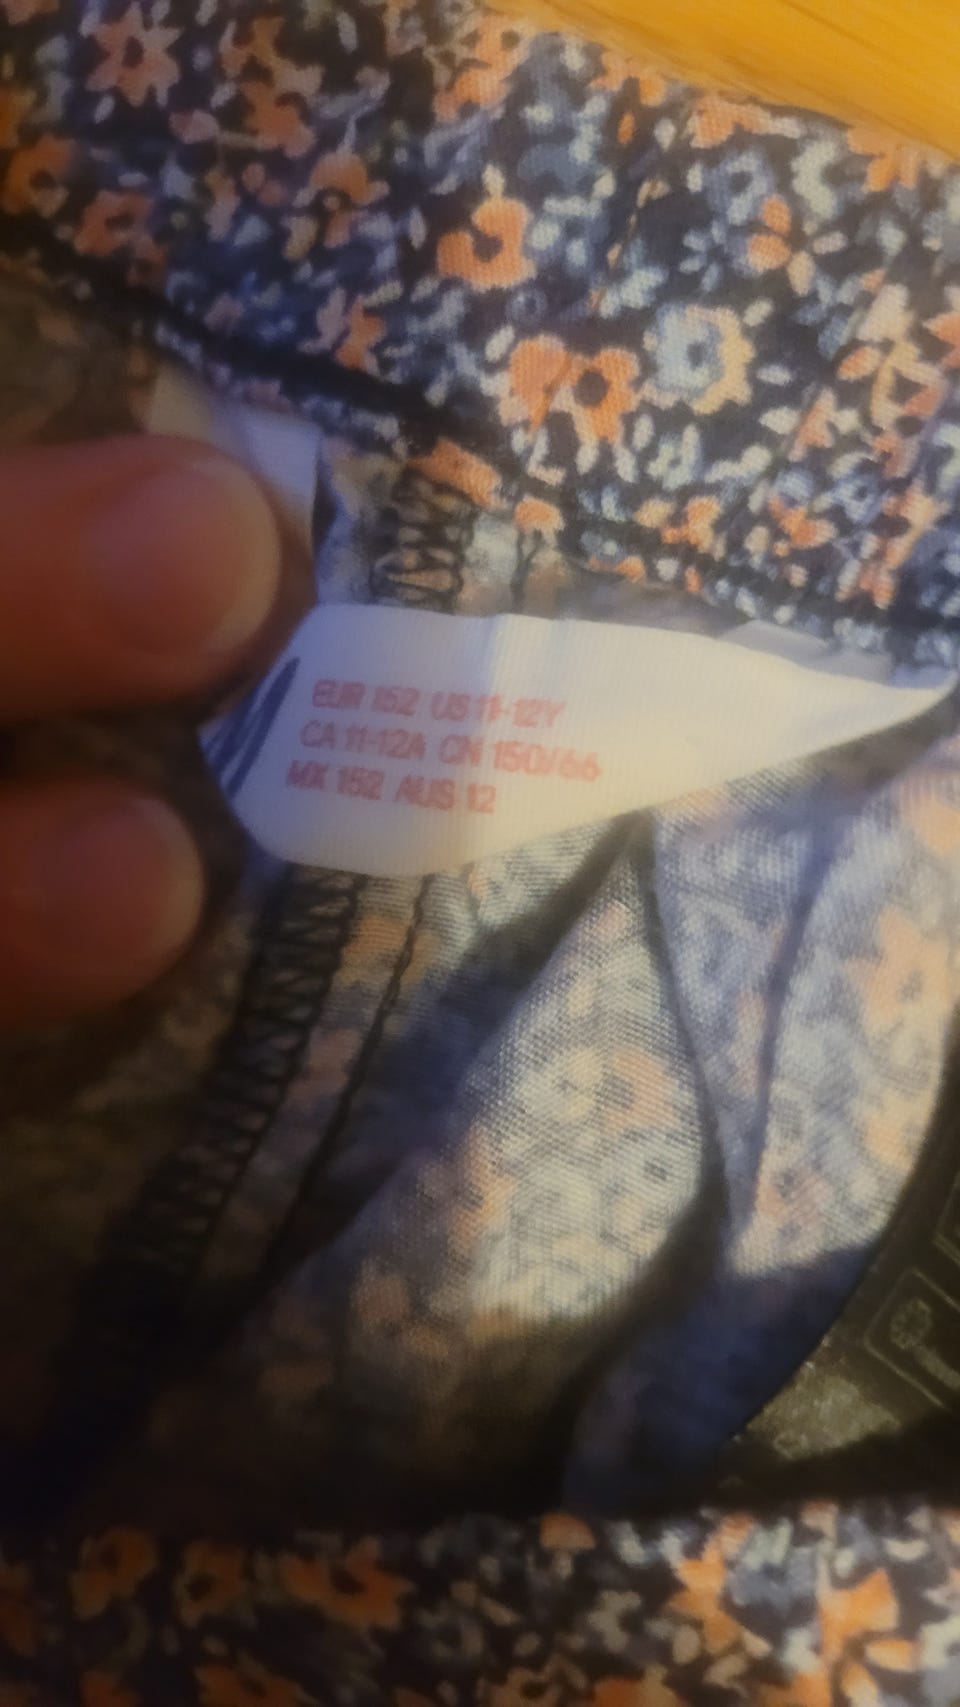 EUR 152 US 11-12Y
CA 11-12A CN 150/66
MX 152 AUS 12